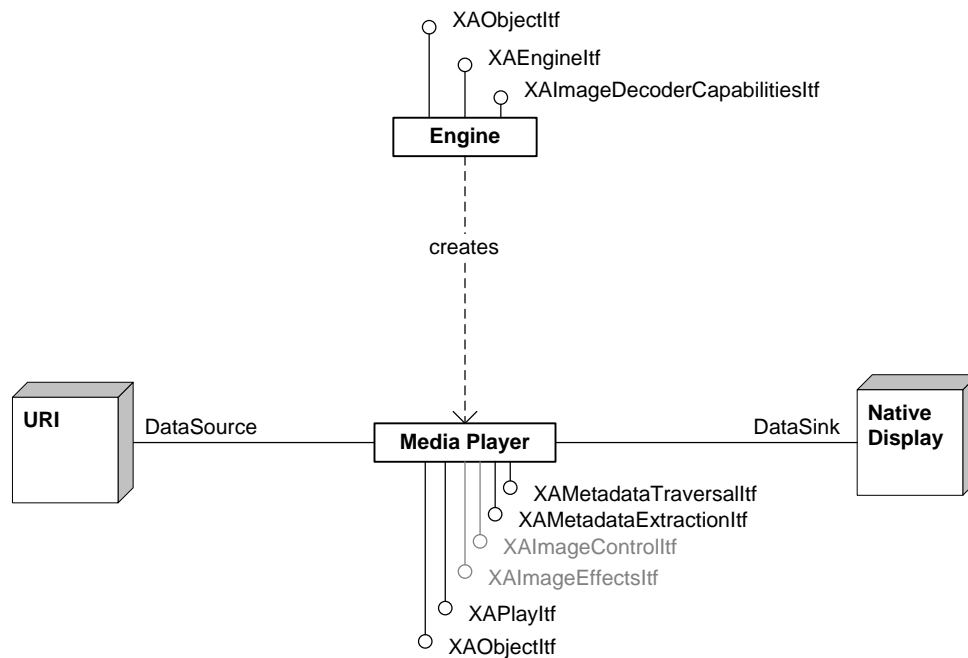 XAObjectItf
XAEngineItf
XAImageDecoderCapabilitiesItf
Engine
creates
URI
DataSource
Media Player
DataSink
Native
Display
XAMetadataTraversalItf
XAMetadataExtractionItf
XAImageControlItf
XAImageEffectsItf
XAPlayItf
XAObjectItf